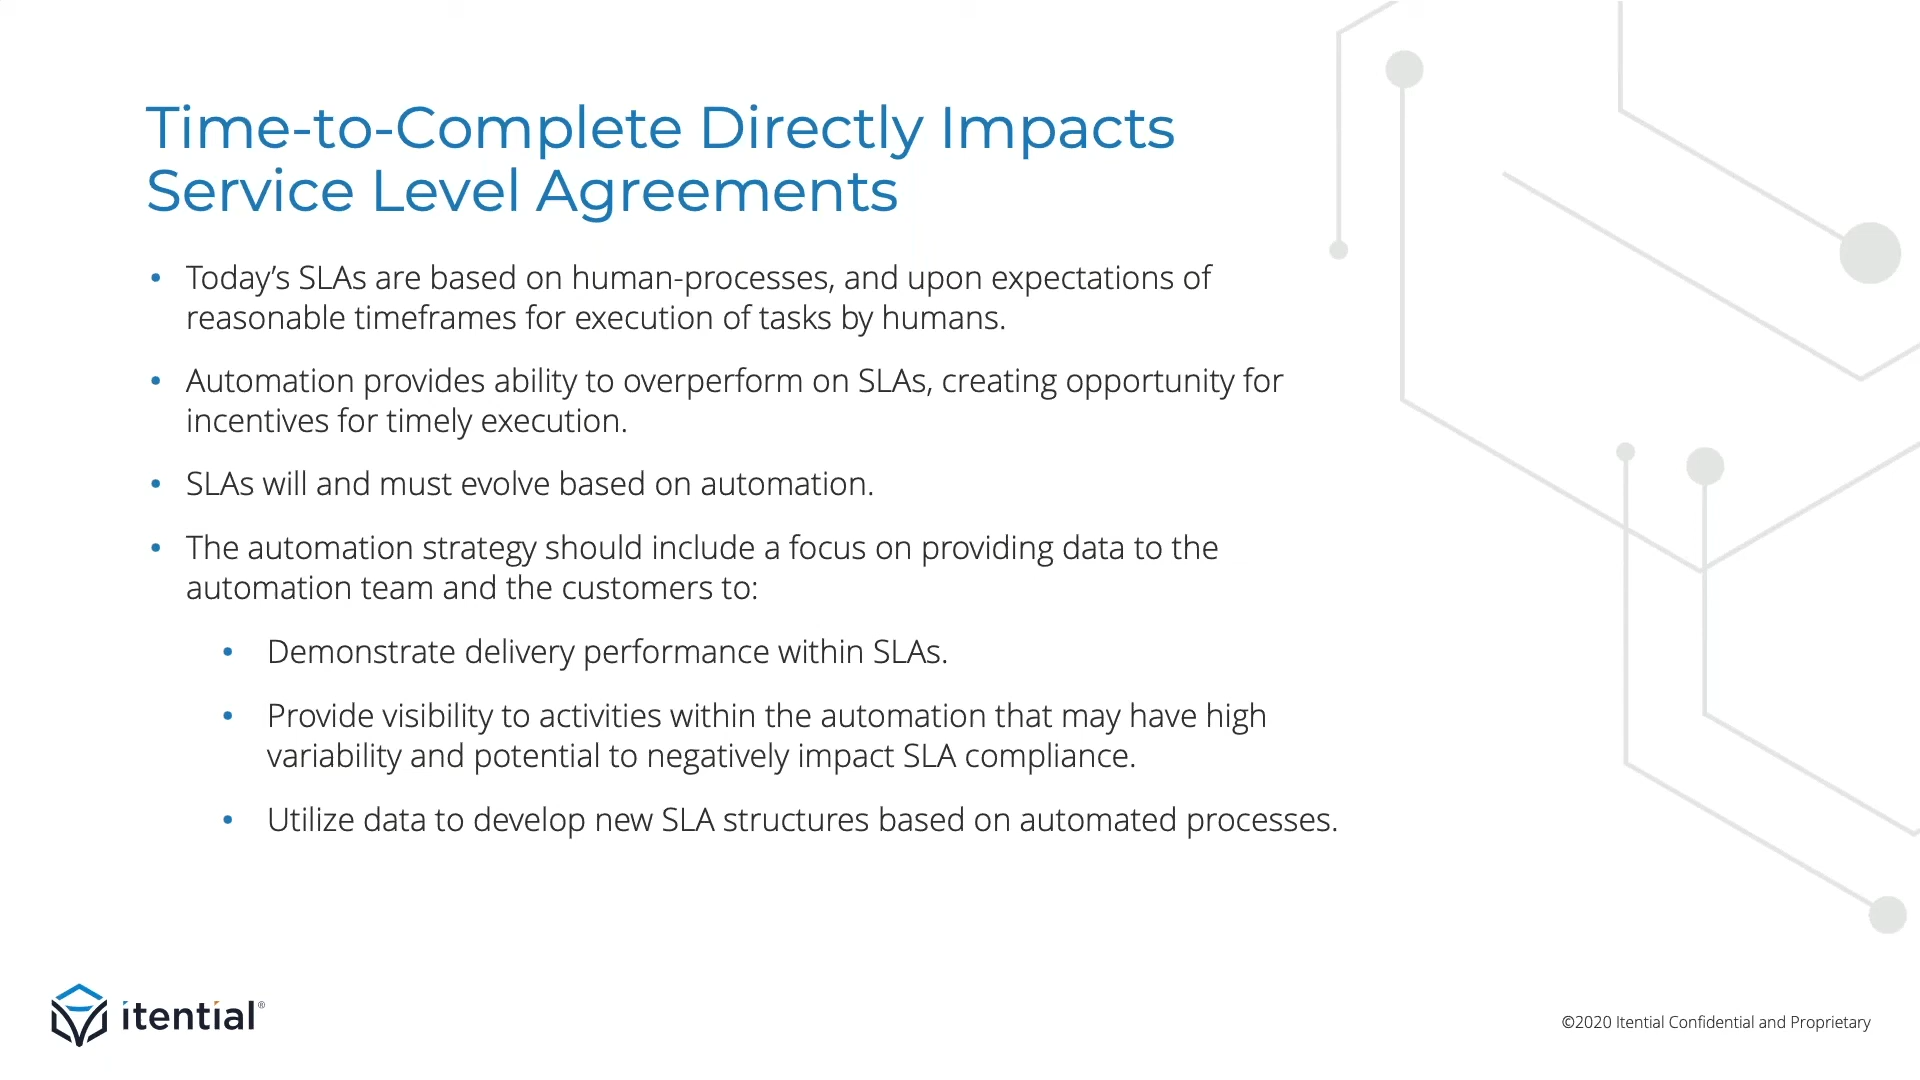 Time-to-Complete Directly Impacts
Service Level Agreements
• Today’s SLAs are based on human-processes, and upon expectations of
reasonable timeframes for execution of tasks by humans.
• Automation provides ability to overperform on SLAs, creating opportunity for
incentives for timely execution.
• SLAs will and must evolve based on automation.
• The automation strategy should include a focus on providing data to the
automation team and the customers to:
• Demonstrate delivery performance within SLAs.
• Provide visibility to activities within the automation that may have high
variability and potential to negatively impact SLA compliance.
• Utilize data to develop new SLA structures based on automated processes.
itential®
©2020 Itential Confidential and Proprietary